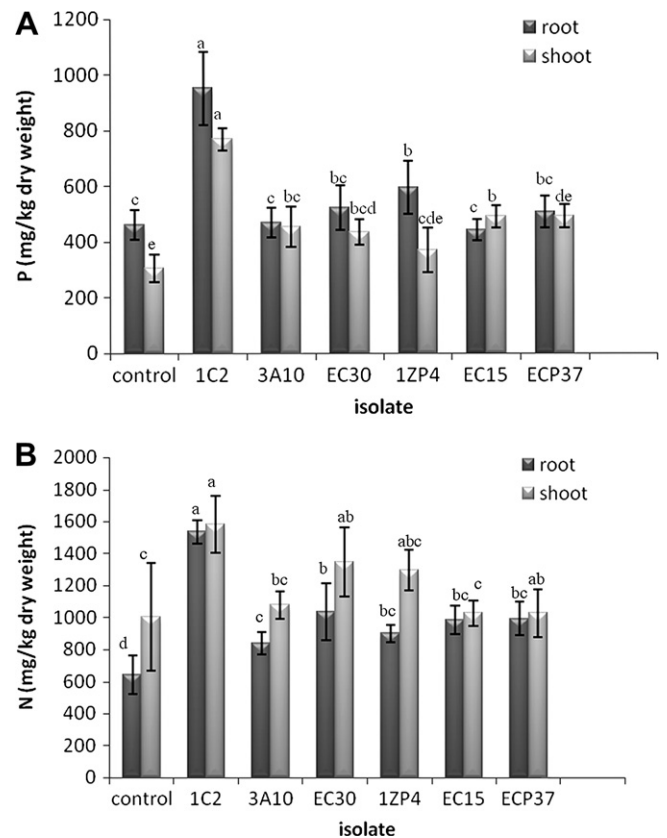 A
P (mg/kg dry weight)
1200
1000
800
600
400
200
0
root
shoot
c
e
a
a
c
bc
bc
bcd
b
cde
c
b
bc
de
control 1C2 3A10 EC30 1ZP4 EC15 ECP37
isolate
B
N (mg/kg dry weight)
2000
1800
1600
1400
1200
1000
800
600
400
200
0
root
shoot
d
c
a
a
c
bc
b
ab
bc
abc
bc
c
bc
ab
control 1C2 3A10 EC30 1ZP4 EC15 ECP37
isolate